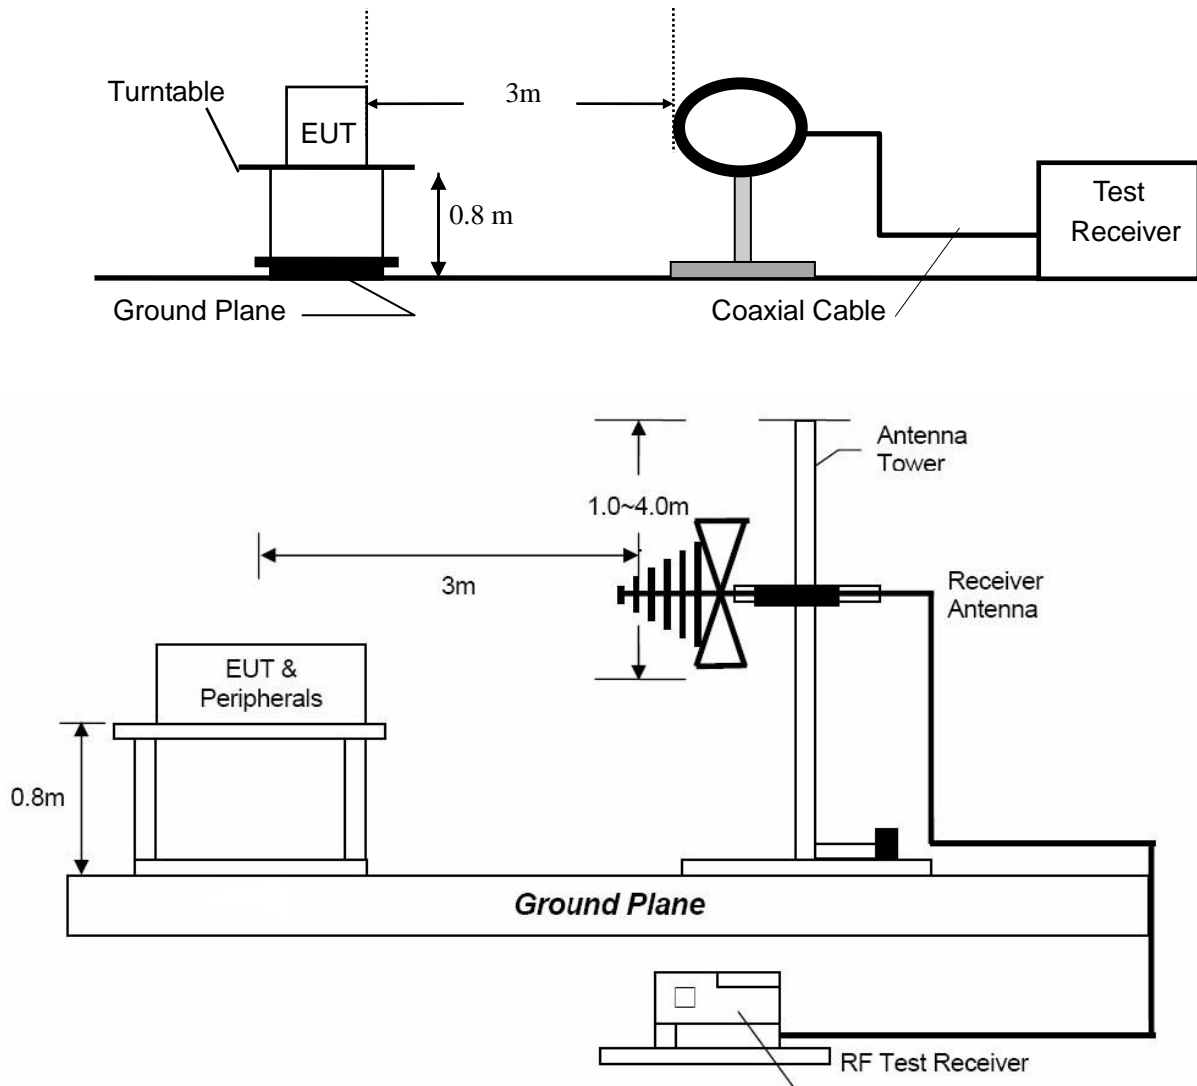 Turntable
EUT
3m
0.8 m
Test
Receiver
Ground Plane
Coaxial Cable
Antenna
Tower
1.0~4.0m
3m
Receiver
Antenna
EUT &
Peripherals
0.8m
Ground Plane
RF Test Receiver